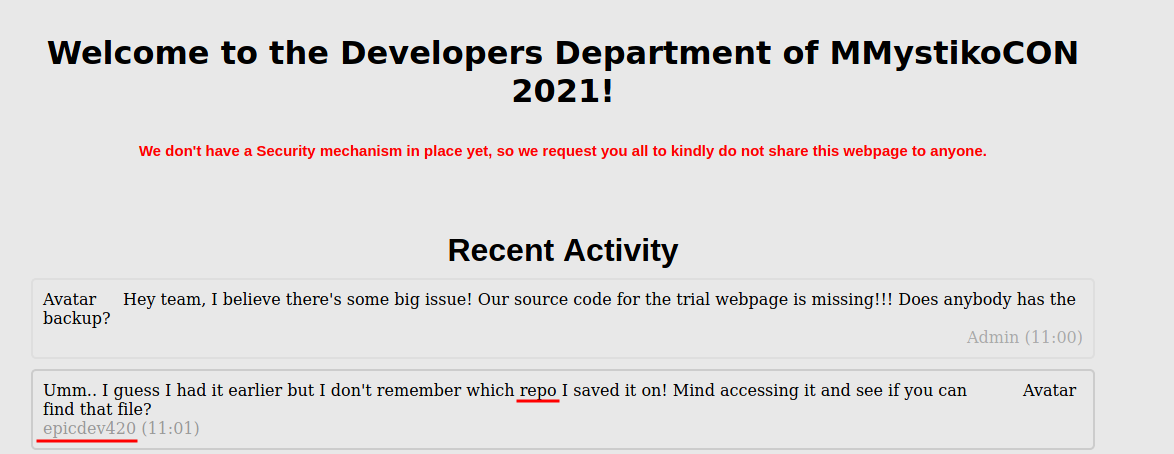 Welcome to the Developers Department of MMystikoCON
2021!
We don't have a Security mechanism in place yet, so we request you all to kindly do not share this webpage to anyone.
Recent Activity
Avatar Hey team, I believe there's some big issue! Our source code for the trial webpage is missing!!! Does anybody has the
backup?
Admin (11:00)
Umm.. I guess I had it earlier but I don't remember which repo I saved it on! Mind accessing it and see if you can Avatar
find that file?
epicdev420 (11:01)